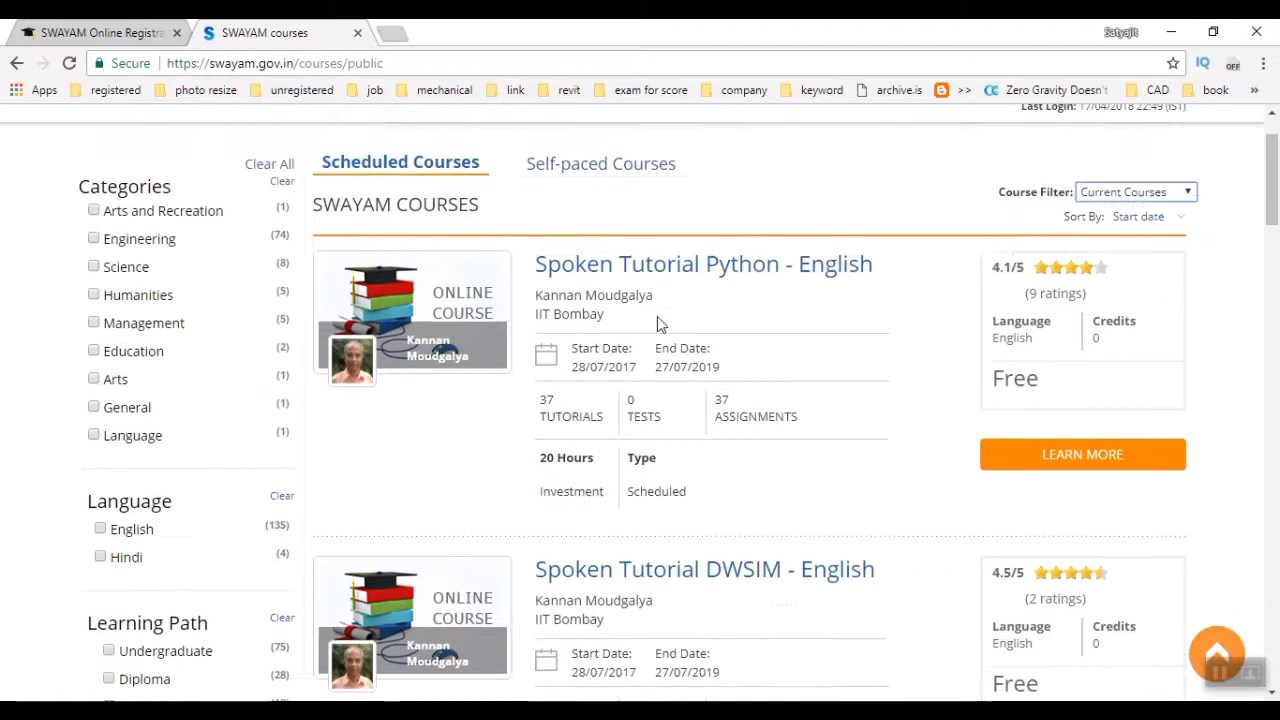 SWAYAM Online Registra
SWAYAM courses
Satyajit
Secure
https://swayam.gov.in/courses/public
IQ
OFF
Apps
registered
photo resize
unregistered
job
mechanical
link
revit
exam for score
company
keyword
archive.is
>>
Zero Gravity Doesn't
CAD
book
»
Last Login: 17/04/2018 22:49 (IST)
Clear All
Scheduled Courses
Self-paced Courses
Categories
Clear
Arts and Recreation (1)
Engineering (74)
Science (8)
Humanities (5)
Management (5)
Education (2)
Arts (1)
General (1)
Language (1)
Language
Clear
English (135)
Hindi (4)
Learning Path
Clear
Undergraduate (75)
Diploma (28)
Course Filter: Current Courses
Sort By: Start date
SWAYAM COURSES
ONLINE
COURSE
Kannan
Moudgalya
Spoken Tutorial Python - English
Kannan Moudgalya
IIT Bombay
Start Date: End Date:
28/07/2017 27/07/2019
37 0 37
TUTORIALS TESTS ASSIGNMENTS
20 Hours Type
Investment Scheduled
4.1/5
(9 ratings)
Language Credits
English 0
Free
LEARN MORE
ONLINE
COURSE
Kannan
Moudgalya
Spoken Tutorial DWSIM - English
Kannan Moudgalya
IIT Bombay
Start Date: End Date:
28/07/2017 27/07/2019
4.5/5
(2 ratings)
Language Credits
English 0
Free